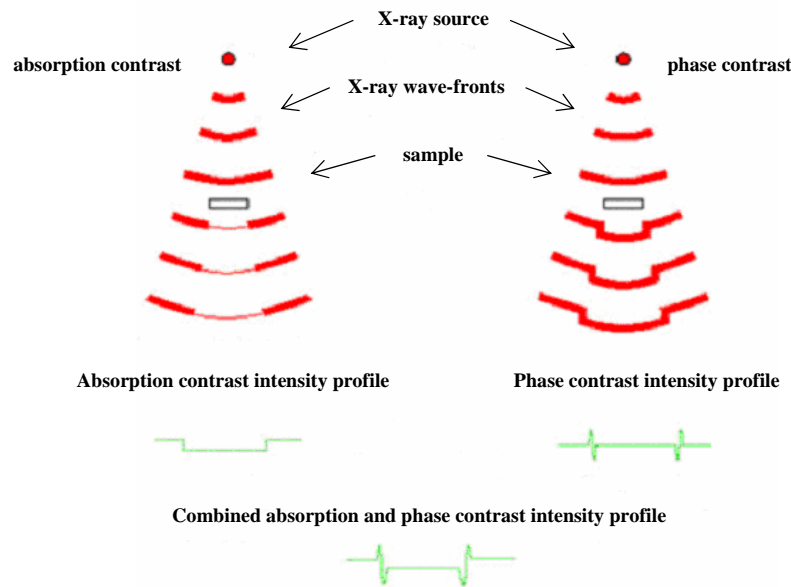 X-ray source
absorption contrast
phase contrast
X-ray wave-fronts
sample
Absorption contrast intensity profile
Phase contrast intensity profile
Combined absorption and phase contrast intensity profile